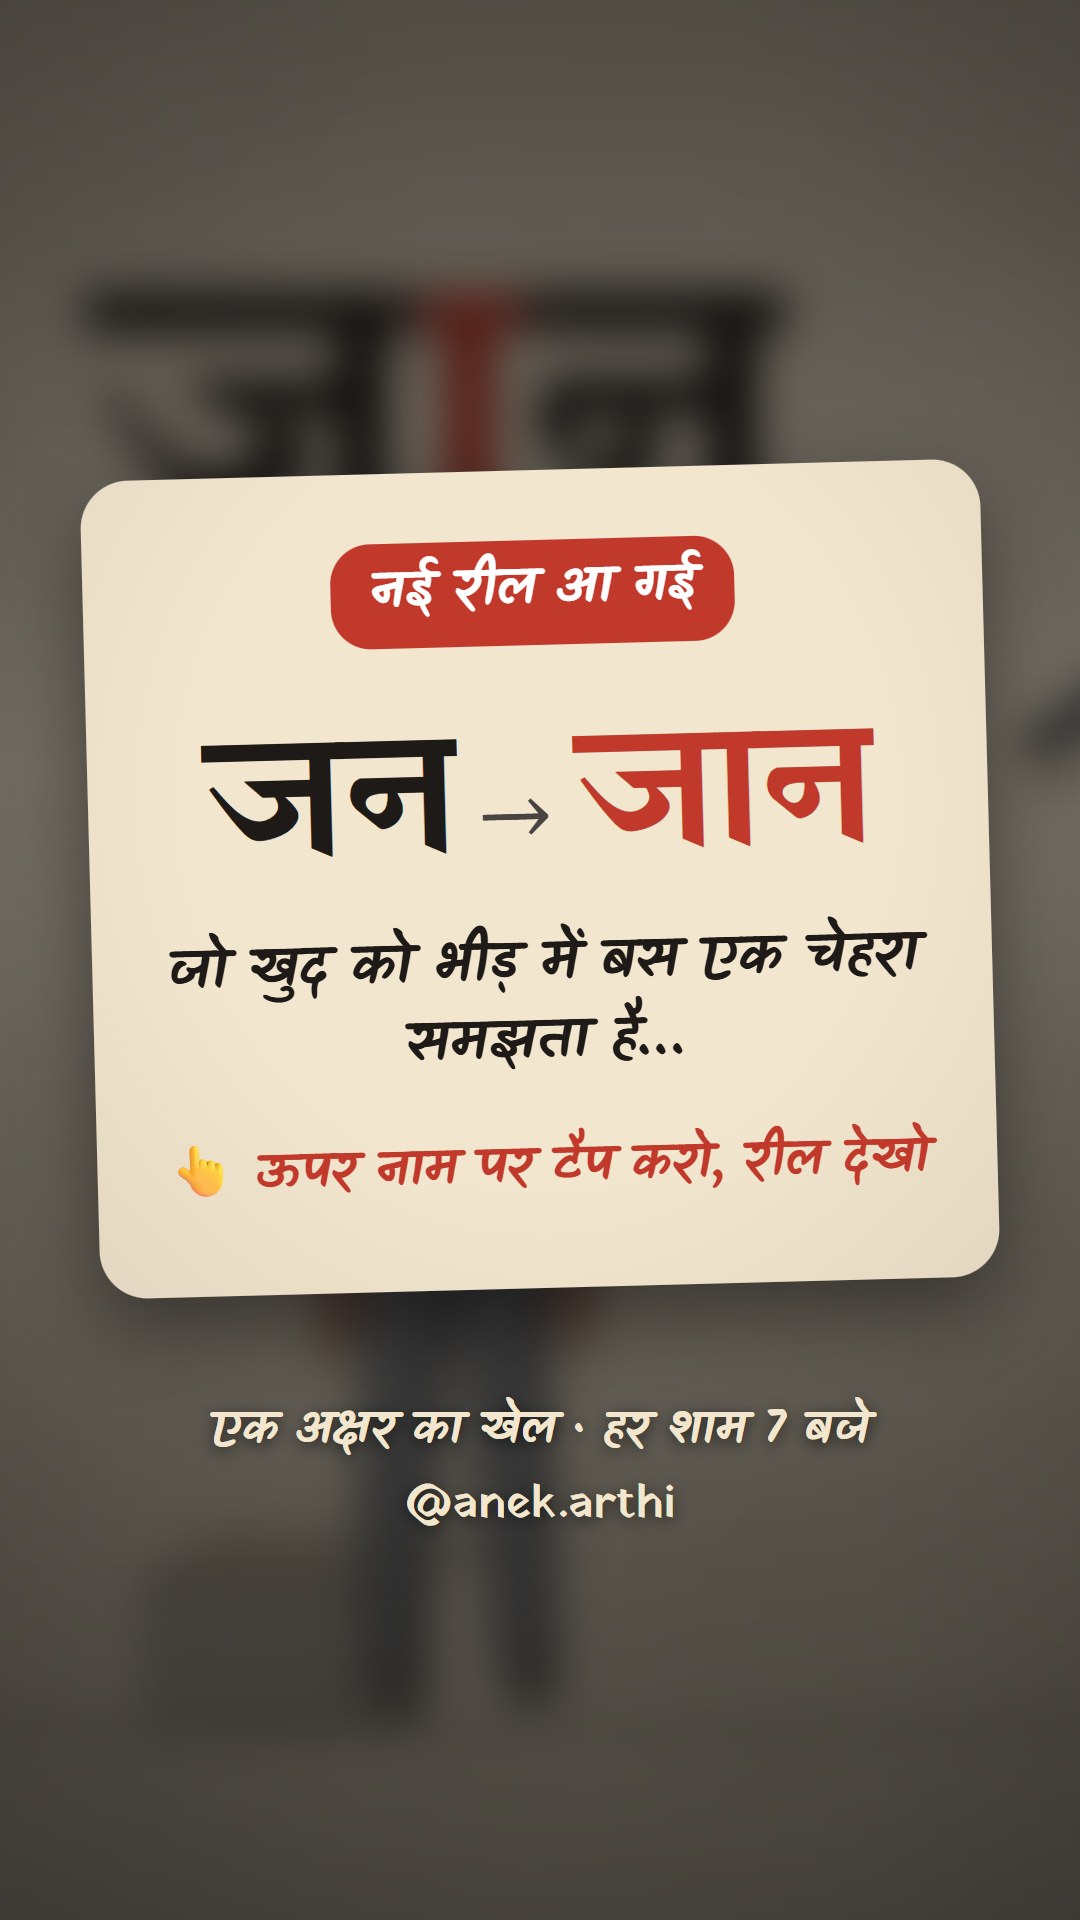 जान
नई रील आ गई
जन → जान
जो खुद को भीड़ में बस एक चेहरा
समझता है...
👆 ऊपर नाम पर टैप करो, रील देखो
एक अक्षर का खेल · हर शाम 7 बजे
@anek.arthi